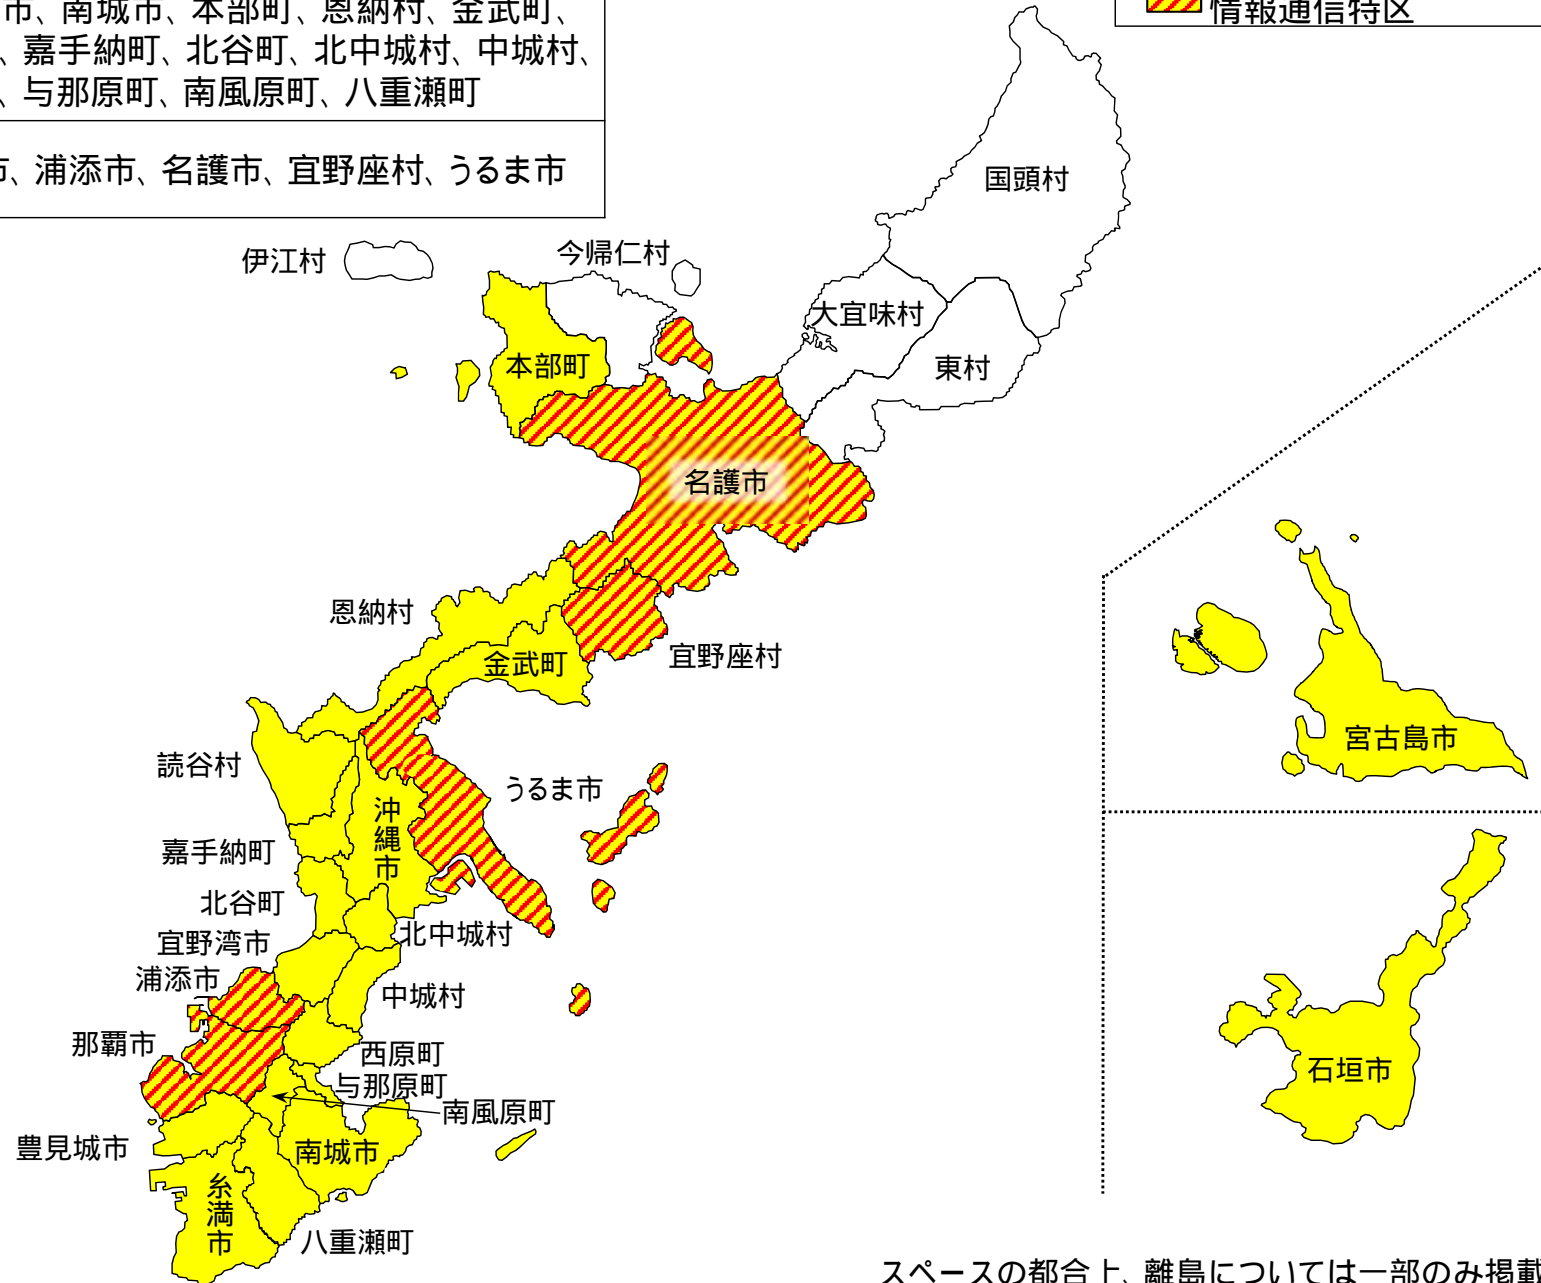 市、南城市、本部町、恩納村、金武町、
、嘉手納町、北谷町、北中城村、中城村、
、与那原町、南風原町、八重瀬町
市、浦添市、名護市、宜野座村、うるま市
情報通信特区
国頭村
伊江村
今帰仁村
大宜味村
東村
本部町
名護市
恩納村
金武町
宜野座村
読谷村
うるま市
沖縄市
嘉手納町
北谷町
北中城村
宜野湾市
浦添市
中城村
那覇市
西原町
与那原町
南風原町
豊見城市
南城市
糸満市
八重瀬町
宮古島市
石垣市
スペースの都合上、離島については一部のみ掲載